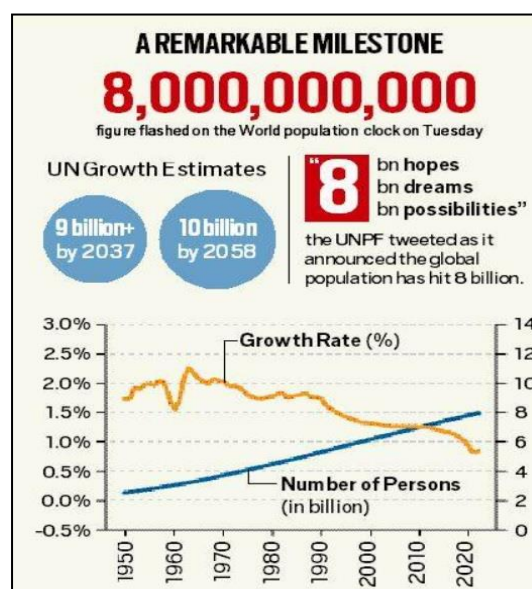 A REMARKABLE MILESTONE
8,000,000,000
figure flashed on the World population clock on Tuesday
UN Growth Estimates
9 billion+
by 2037
10 billion
by 2058
"8
bn hopes
bn dreams
bn possibilities"
the UNPF tweeted as it
announced the global
population has hit 8 billion.
3.0%
2.5%
2.0%
1.5%
1.0%
0.5%
0.0%
-0.5%
Growth Rate (%)
Number of Persons
(in billion)
14
12
10
8
6
4
2
0
1950
1960
1970
1980
1990
2000
2010
2020